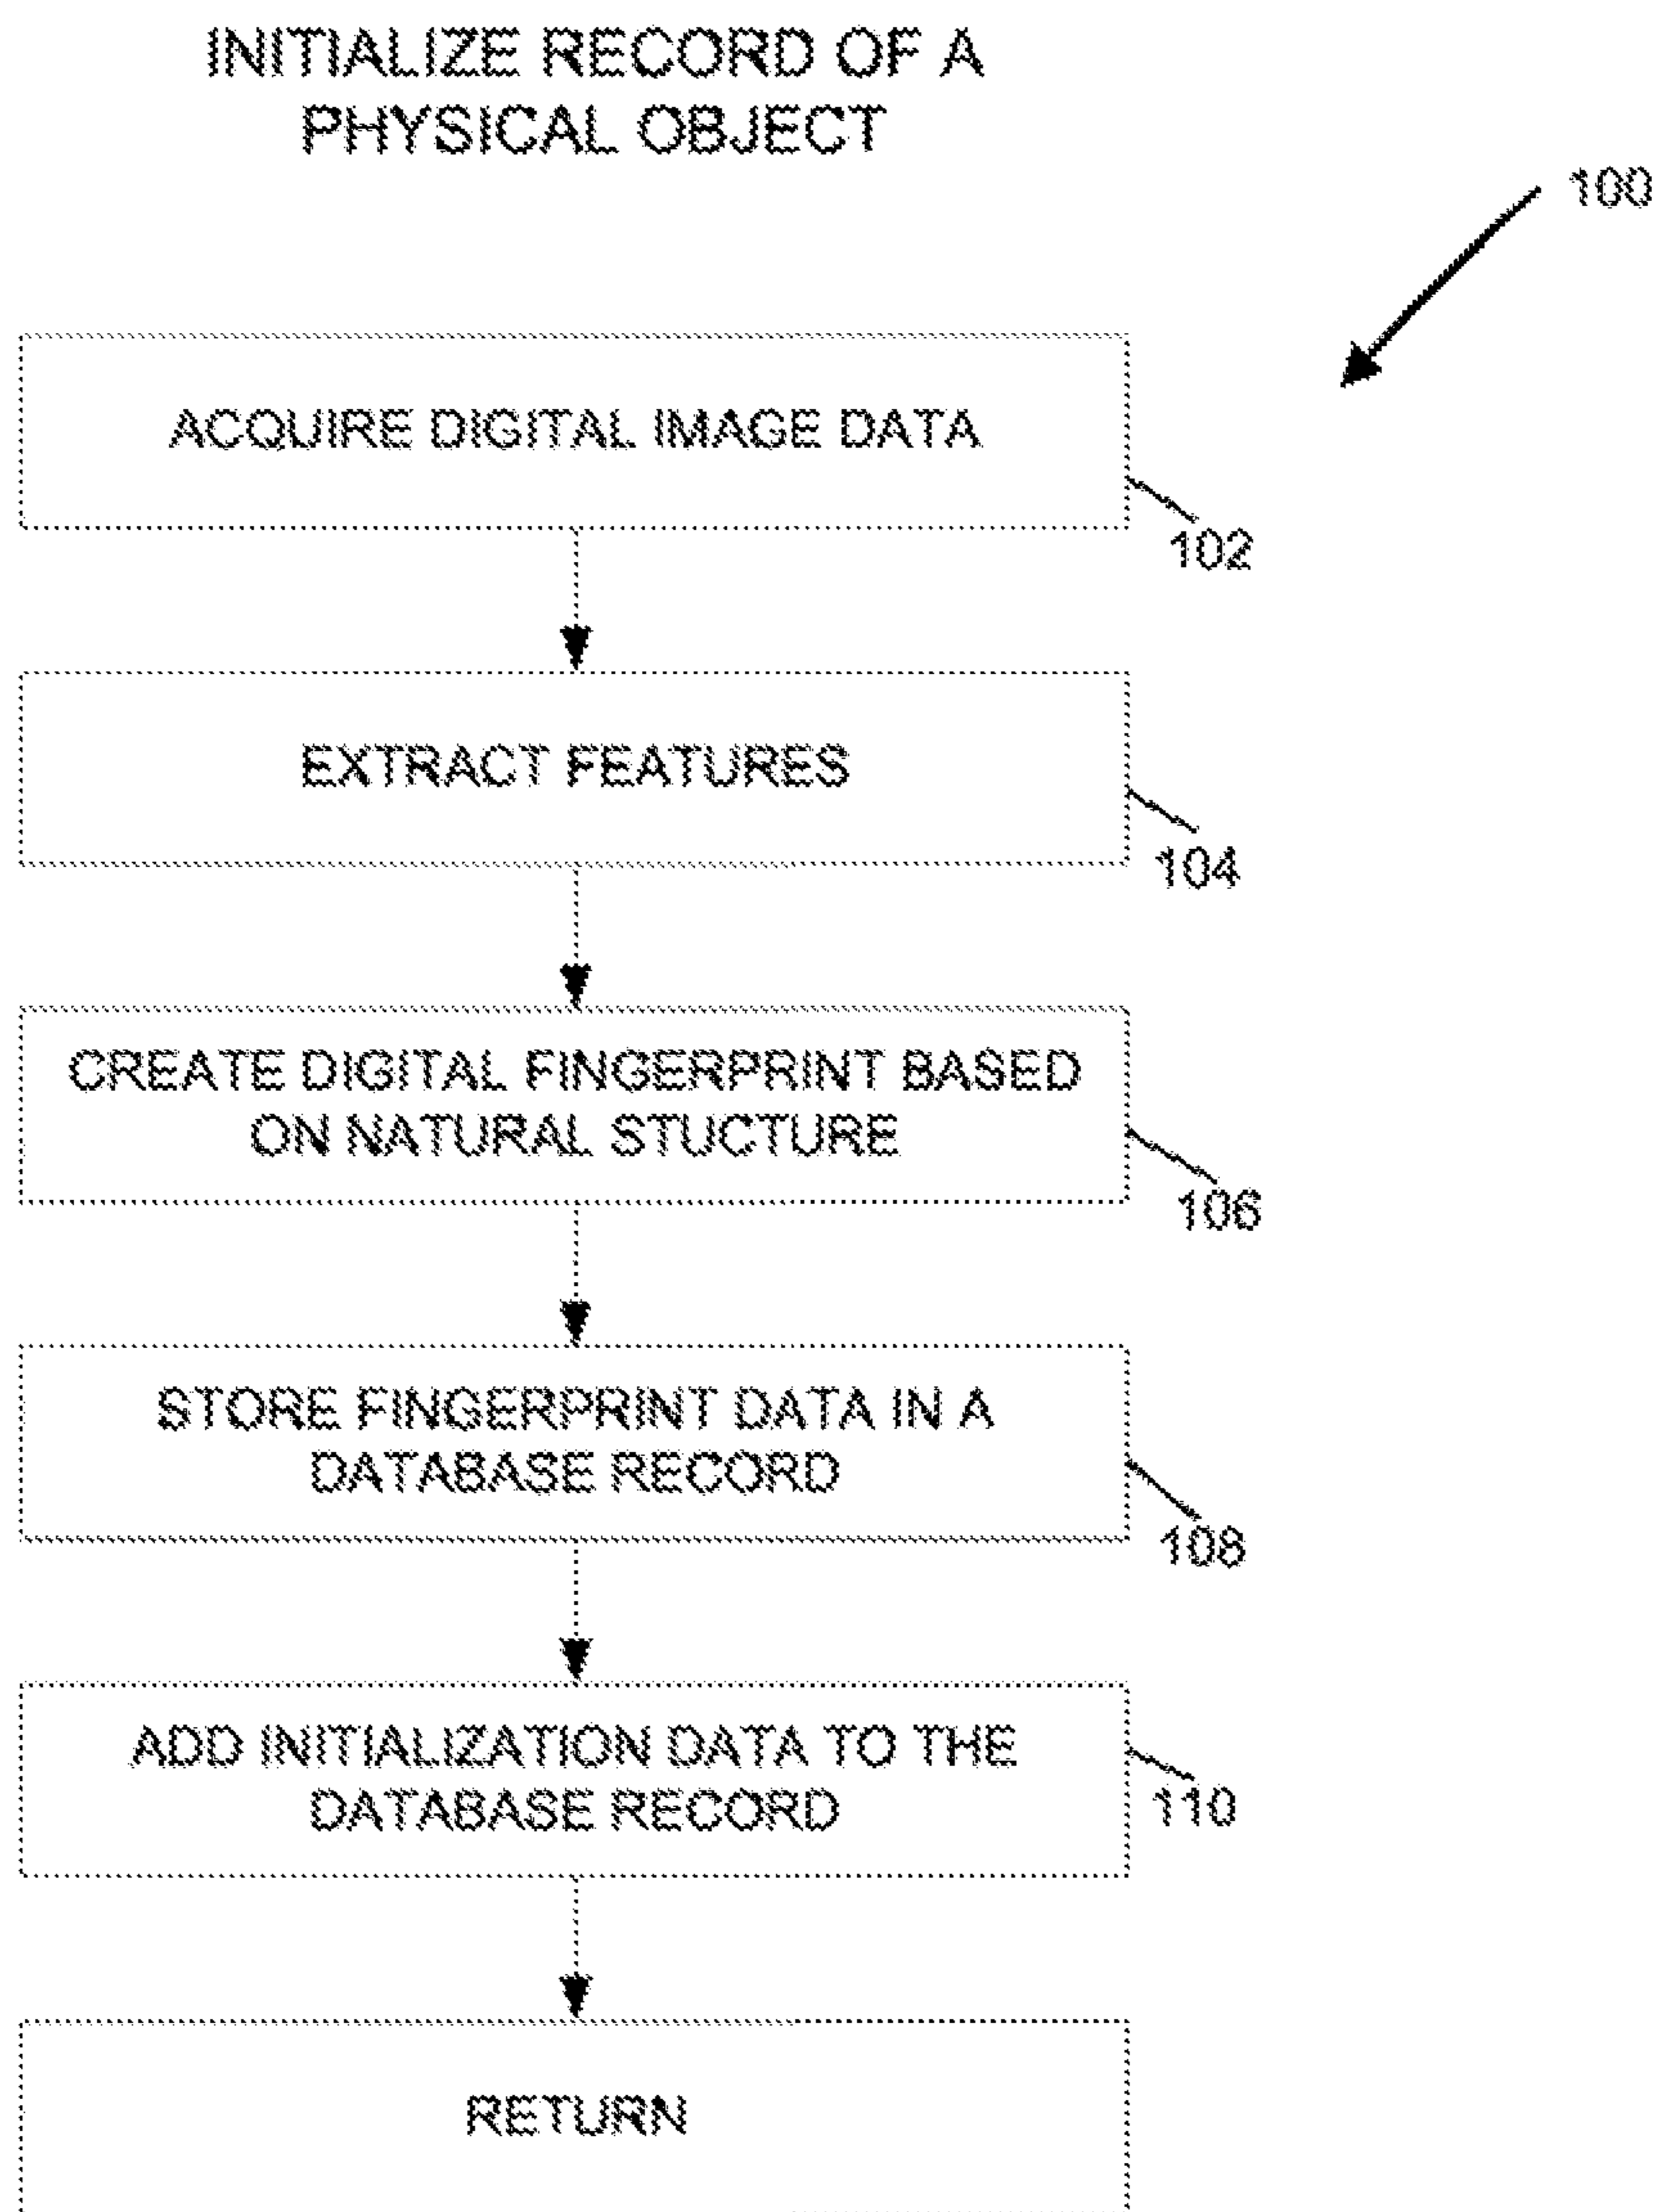 INITIALIZE RECORD OF A
PHYSICAL OBJECT
100
ACQUIRE DIGITAL IMAGE DATA
102
EXTRACT FEATURES
104
CREATE DIGITAL FINGERPRINT BASED
ON NATURAL STUCTURE
106
STORE FINGERPRINT DATA IN A
DATABASE RECORD
108
ADD INITIALIZATION DATA TO THE
DATABASE RECORD
110
RETURN